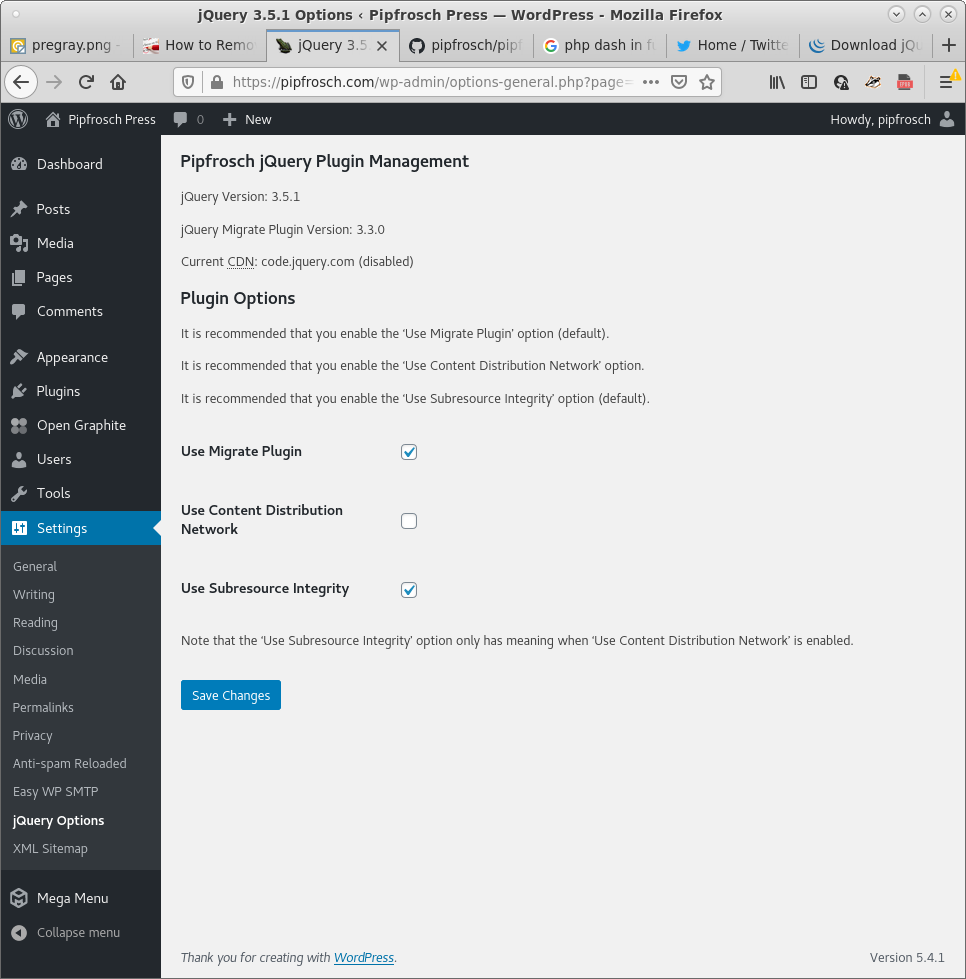 jQuery 3.5.1 Options ‹ Pipfrosch Press — WordPress - Mozilla Firefox
pregray.png -
How to Remo
jQuery 3.5
pipfrosch/pipf
php dash in fu
Home / Twitte
Download jQu
https://pipfrosch.com/wp-admin/options-general.php?page=
Pipfrosch Press
0
New
Howdy, pipfrosch
Dashboard
Posts
Media
Pages
Comments
Appearance
Plugins
Open Graphite
Users
Tools
Settings
General
Writing
Reading
Discussion
Media
Permalinks
Privacy
Anti-spam Reloaded
Easy WP SMTP
jQuery Options
XML Sitemap
Mega Menu
Collapse menu
Pipfrosch jQuery Plugin Management
jQuery Version: 3.5.1
jQuery Migrate Plugin Version: 3.3.0
Current CDN: code.jquery.com (disabled)
Plugin Options
It is recommended that you enable the ‘Use Migrate Plugin’ option (default).
It is recommended that you enable the ‘Use Content Distribution Network’ option.
It is recommended that you enable the ‘Use Subresource Integrity’ option (default).
Use Migrate Plugin
Use Content Distribution
Network
Use Subresource Integrity
Note that the ‘Use Subresource Integrity’ option only has meaning when ‘Use Content Distribution Network’ is enabled.
Save Changes
Thank you for creating with WordPress.
Version 5.4.1